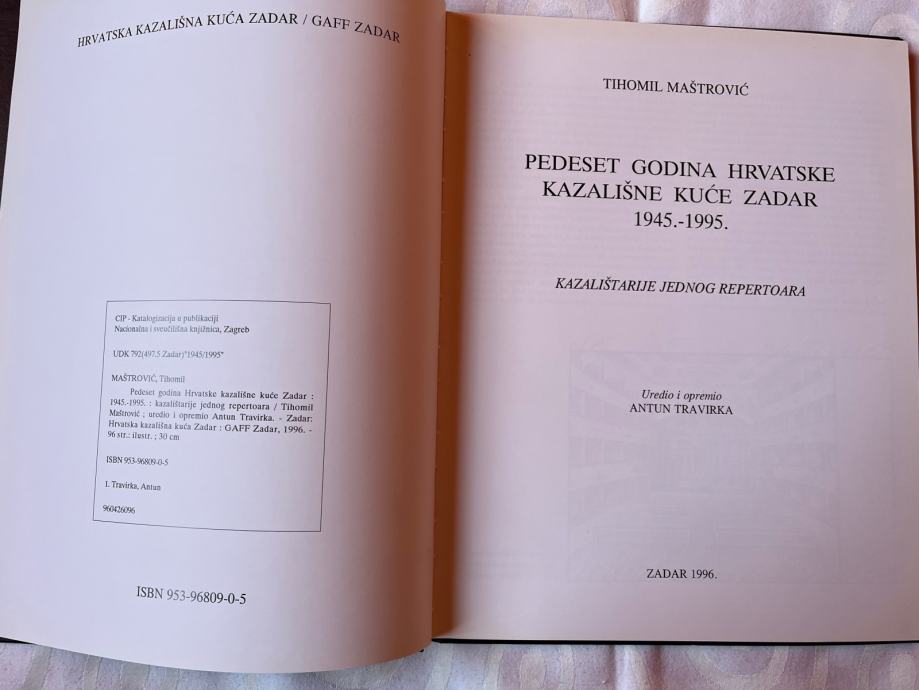 HRVATSKA KAZALIŠNA KUĆA ZADAR / GAFF ZADAR
CIP - Katalogizacija u publikaciji
Nacionalna i sveučilišna knjižnica, Zagreb
UDK 792(497.5 Zadar)"1945/1995"
MAŠTROVIĆ, Tihomil
Pedeset godina Hrvatske kazališne kuće Zadar :
1945.-1995. : kazalištarije jednog repertoara / Tihomil
Maštrović ; uredio i opremio Antun Travirka. - Zadar:
Hrvatska kazališna kuća Zadar : GAFF Zadar, 1996. -
96 str.: ilustr. ; 30 cm
ISBN 953-96809-0-5
I. Travirka, Antun
960426096
ISBN 953-96809-0-5
TIHOMIL MAŠTROVIĆ
PEDESET GODINA HRVATSKE
KAZALIŠNE KUĆE ZADAR
1945.-1995.
KAZALIŠTARIJE JEDNOG REPERTOARA
Uredio i opremio
ANTUN TRAVIRKA
ZADAR 1996.